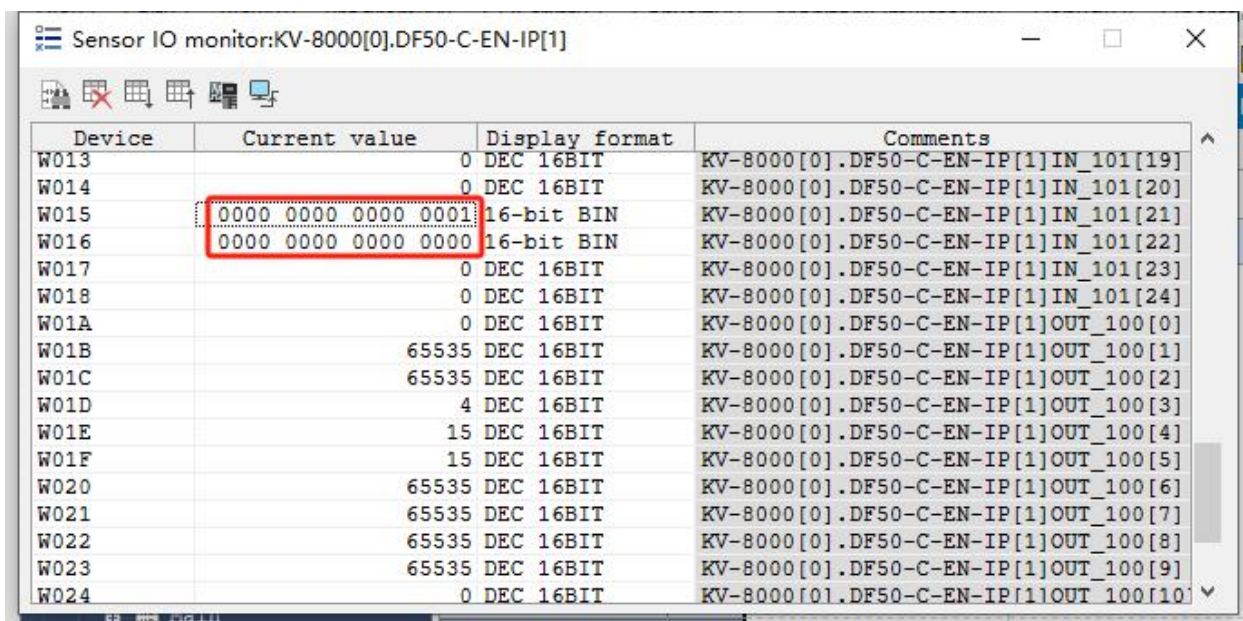 Sensor IO monitor:KV-8000[0].DF50-C-EN-IP[1]
Device Current value Display format Comments
W013 0 DEC 16BIT KV-8000[0].DF50-C-EN-IP[1]IN_101[19]
W014 0 DEC 16BIT KV-8000[0].DF50-C-EN-IP[1]IN_101[20]
W015 0000 0000 0000 0001 16-bit BIN KV-8000[0].DF50-C-EN-IP[1]IN_101[21]
W016 0000 0000 0000 0000 16-bit BIN KV-8000[0].DF50-C-EN-IP[1]IN_101[22]
W017 0 DEC 16BIT KV-8000[0].DF50-C-EN-IP[1]IN_101[23]
W018 0 DEC 16BIT KV-8000[0].DF50-C-EN-IP[1]IN_101[24]
W01A 0 DEC 16BIT KV-8000[0].DF50-C-EN-IP[1]OUT_100[0]
W01B 65535 DEC 16BIT KV-8000[0].DF50-C-EN-IP[1]OUT_100[1]
W01C 65535 DEC 16BIT KV-8000[0].DF50-C-EN-IP[1]OUT_100[2]
W01D 4 DEC 16BIT KV-8000[0].DF50-C-EN-IP[1]OUT_100[3]
W01E 15 DEC 16BIT KV-8000[0].DF50-C-EN-IP[1]OUT_100[4]
W01F 15 DEC 16BIT KV-8000[0].DF50-C-EN-IP[1]OUT_100[5]
W020 65535 DEC 16BIT KV-8000[0].DF50-C-EN-IP[1]OUT_100[6]
W021 65535 DEC 16BIT KV-8000[0].DF50-C-EN-IP[1]OUT_100[7]
W022 65535 DEC 16BIT KV-8000[0].DF50-C-EN-IP[1]OUT_100[8]
W023 65535 DEC 16BIT KV-8000[0].DF50-C-EN-IP[1]OUT_100[9]
W024 0 DEC 16BIT KV-8000[0].DF50-C-EN-IP[1]OUT_100[10]